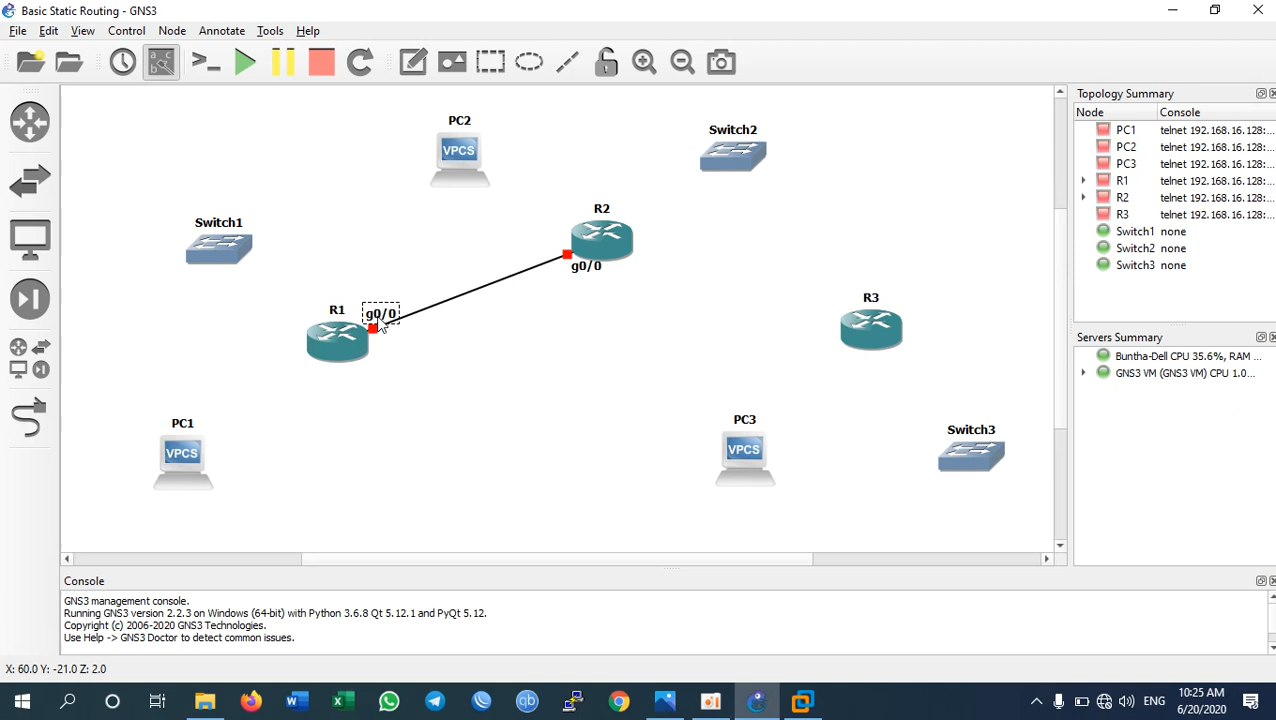 Basic Static Routing - GNS3
File Edit View Control Node Annotate Tools Help
PC2
VPCS
Switch2
Switch1
R2
g0/0
R1
g0/0
R3
PC1
VPCS
PC3
VPCS
Switch3
Topology Summary
Node Console
PC1 telnet 192.168.16.128:...
PC2 telnet 192.168.16.128:...
PC3 telnet 192.168.16.128:...
R1 telnet 192.168.16.128:...
R2 telnet 192.168.16.128:...
R3 telnet 192.168.16.128:...
Switch1 none
Switch2 none
Switch3 none
Servers Summary
Buntha-Dell CPU 35.6%, RAM ...
GNS3 VM (GNS3 VM) CPU 1.0...
Console
GNS3 management console.
Running GNS3 version 2.2.3 on Windows (64-bit) with Python 3.6.8 Qt 5.12.1 and PyQt 5.12.
Copyright (c) 2006-2020 GNS3 Technologies.
Use Help -> GNS3 Doctor to detect common issues.
X: 60.0 Y: -21.0 Z: 2.0
ENG
10:25 AM
6/20/2020